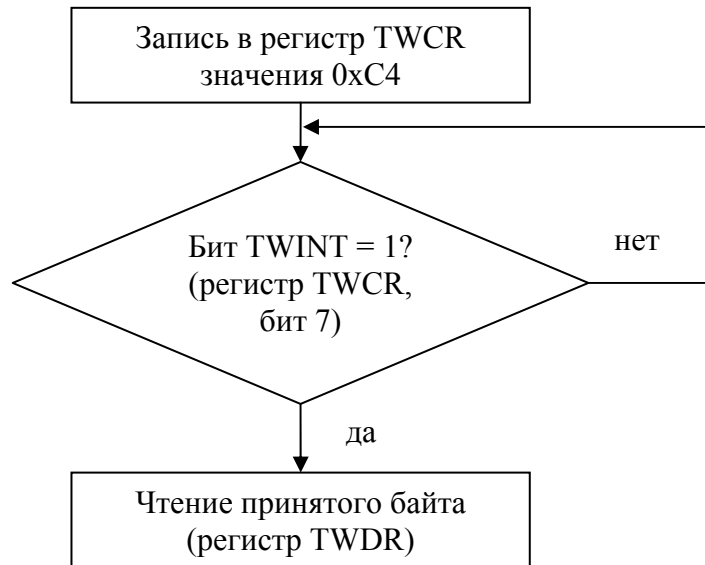 Запись в регистр TWCR
значения 0xC4
Бит TWINT = 1?
(регистр TWCR,
бит 7)
нет
да
Чтение принятого байта
(регистр TWDR)